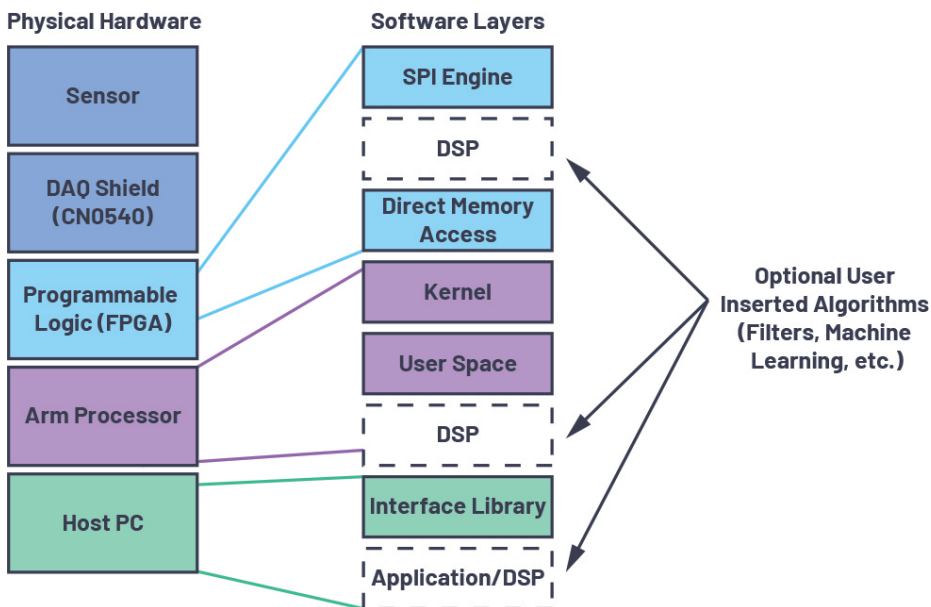 Physical Hardware
Sensor
DAQ Shield
(CN0540)
Programmable
Logic (FPGA)
Arm Processor
Host PC
Software Layers
SPI Engine
DSP
Direct Memory
Access
Kernel
User Space
DSP
Interface Library
Application/DSP
Optional User
Inserted Algorithms
(Filters, Machine
Learning, etc.)